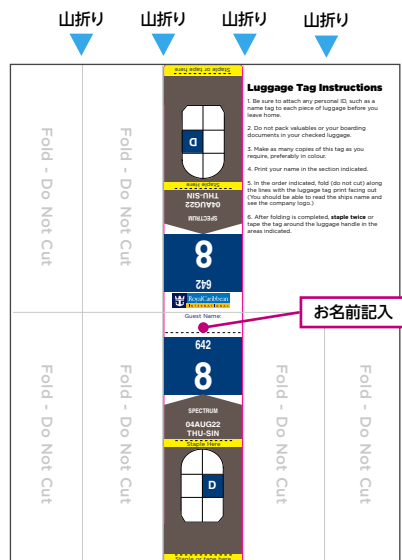 山折り 山折り 山折り 山折り
Staple or tape here
D
Staple Here
THU-SIN
04AUG22
SPECTRUM
8
642
RoyalCaribbean
INTERNATIONAL
Guest Name:
642
8
SPECTRUM
04AUG22
THU-SIN
Staple Here
D
Staple or tape here
Fold - Do Not Cut
Fold - Do Not Cut
Luggage Tag Instructions
1. Be sure to attach any personal ID, such as a
name tag to each piece of luggage before you
leave home.
2. Do not pack valuables or your boarding
documents in your checked luggage.
3. Make as many copies of this tag as you
require, preferably in colour.
4. Print your name in the section indicated.
5. In the order indicated, fold (do not cut) along
the lines with the luggage tag print facing out
(You should be able to read the ships name and
see the company logo.)
6. After folding is completed, staple twice or
tape the tag around the luggage handle in the
areas indicated.
お名前記入
Fold - Do Not Cut
Fold - Do Not Cut
Fold - Do Not Cut
Fold - Do Not Cut